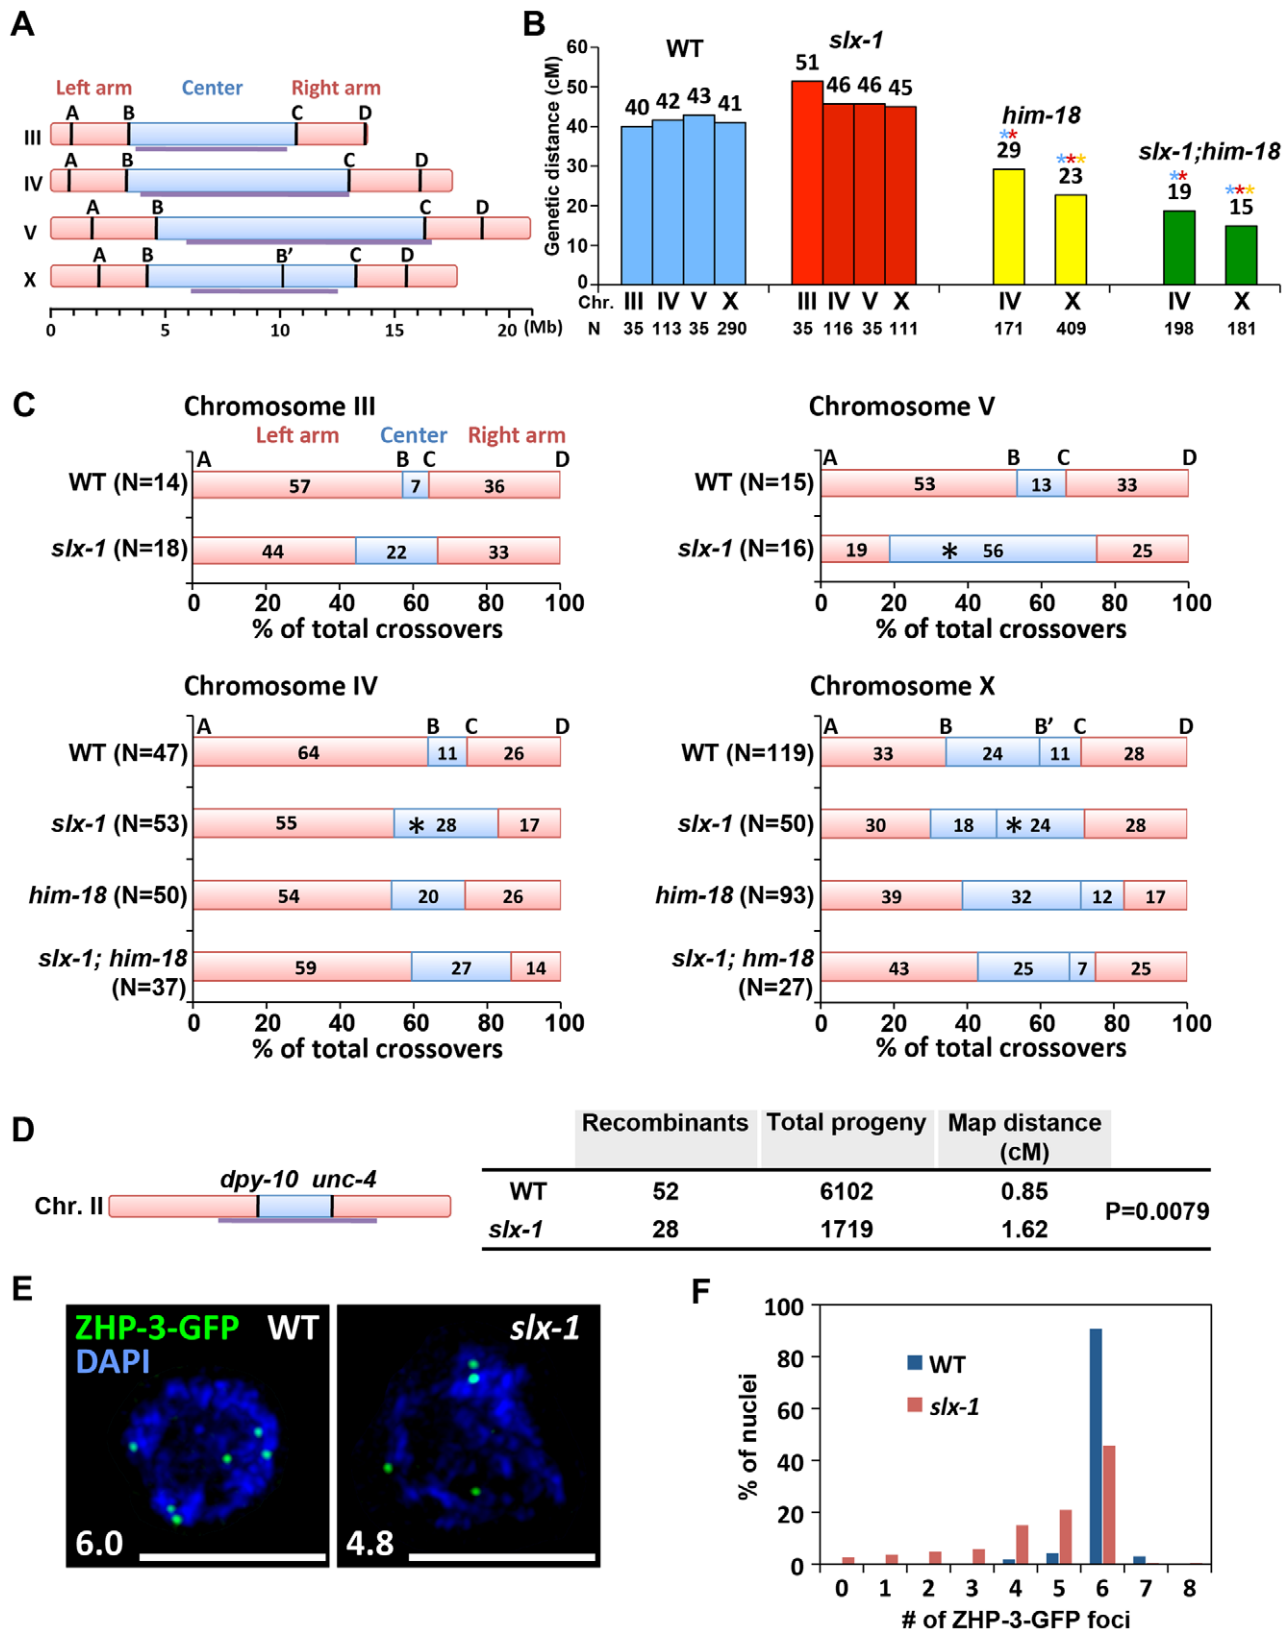 A
Left arm Center Right arm
A B C D
III
A B C D
IV
A B C D
V
A B B' C D
X
0 5 10 15 20 (Mb)
B
Genetic distance (cM)
60
50
40
30
20
10
0
WT slx-1 him-18 slx-1;him-18
40 42 43 41
51 46 46 45
** ***
29 23
** ***
19 15
Chr. III IV V X III IV V X IV X IV X
N 35 113 35 290 35 116 35 111 171 409 198 181
C
Chromosome III
Left arm Center Right arm
A B C D
WT (N=14) 57 7 36
slx-1 (N=18) 44 22 33
0 20 40 60 80 100
% of total crossovers
Chromosome V
A B C D
WT (N=15) 53 13 33
slx-1 (N=16) 19 * 56 25
0 20 40 60 80 100
% of total crossovers
Chromosome IV
A B C D
WT (N=47) 64 11 26
slx-1 (N=53) 55 * 28 17
him-18 (N=50) 54 20 26
slx-1; him-18
(N=37) 59 27 14
0 20 40 60 80 100
% of total crossovers
Chromosome X
A B B' C D
WT (N=119) 33 24 11 28
slx-1 (N=50) 30 18 * 24 28
him-18 (N=93) 39 32 12 17
slx-1; hm-18
(N=27) 43 25 7 25
0 20 40 60 80 100
% of total crossovers
D
dpy-10 unc-4
Chr. II
Recombinants Total progeny Map distance
(cM)
WT 52 6102 0.85
P=0.0079
slx-1 28 1719 1.62
E
ZHP-3-GFP WT
DAPI
6.0
slx-1
4.8
F
% of nuclei
100
80
60
40
20
0
WT
slx-1
0 1 2 3 4 5 6 7 8
# of ZHP-3-GFP foci